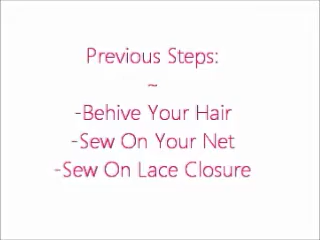 Previous Steps:
~
-Behive Your Hair
-Sew On Your Net
-Sew On Lace Closure